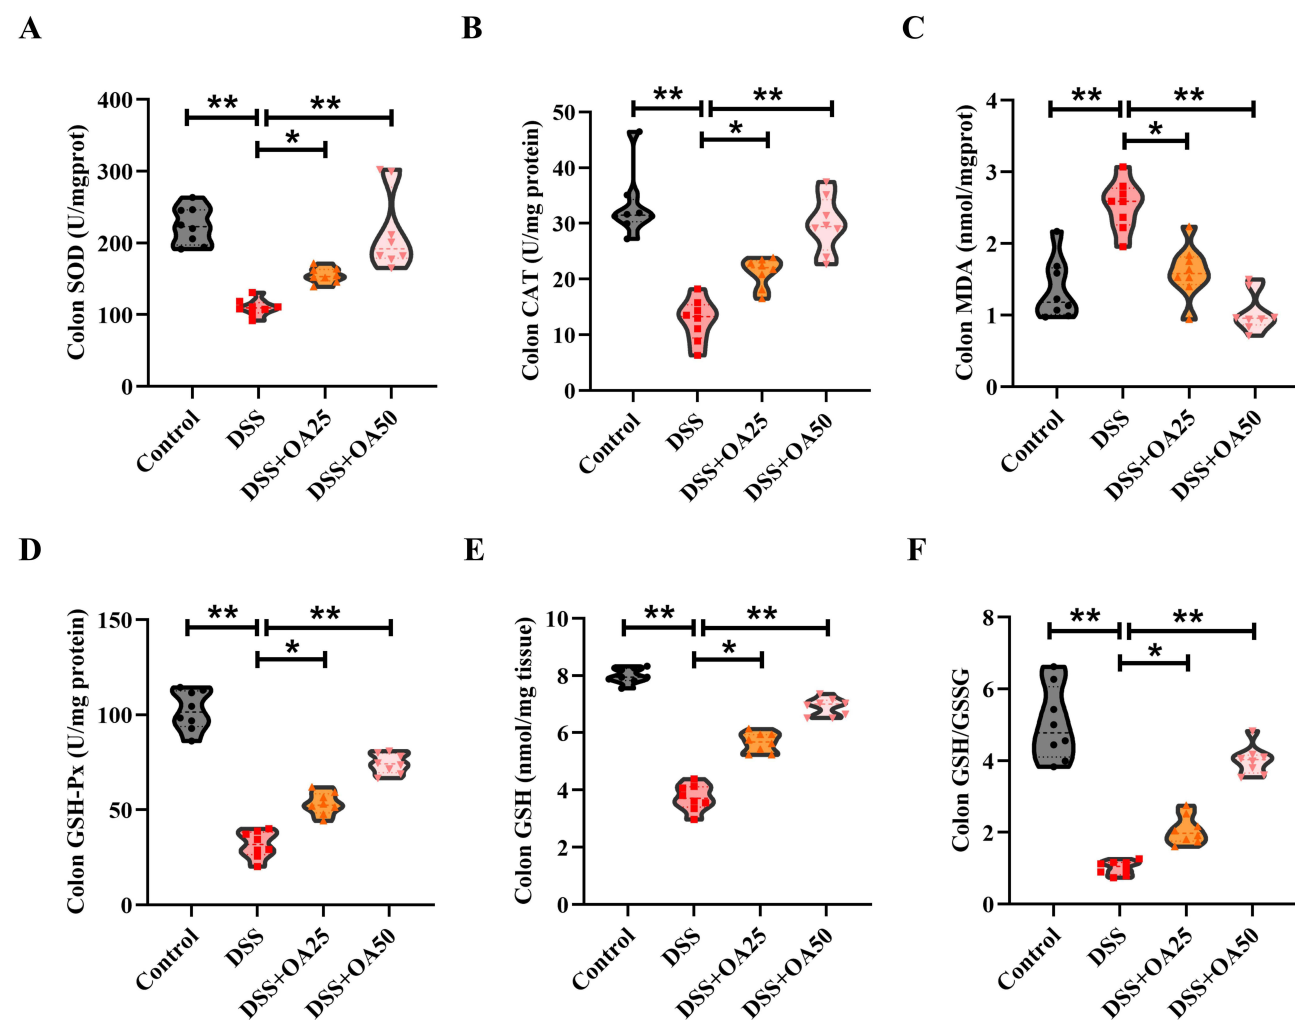 A
Colon SOD (U/mgprot)
400
300
200
100
0
**
**
*
Control
DSS
DSS+OA25
DSS+OA50
B
Colon CAT (U/mg protein)
50
40
30
20
10
0
**
**
*
Control
DSS
DSS+OA25
DSS+OA50
C
Colon MDA (nmol/mgprot)
4
3
2
1
0
**
**
*
Control
DSS
DSS+OA25
DSS+OA50
D
Colon GSH-Px (U/mg protein)
150
100
50
0
**
**
*
Control
DSS
DSS+OA25
DSS+OA50
E
Colon GSH (nmol/mg tissue)
10
8
6
4
2
0
**
**
*
Control
DSS
DSS+OA25
DSS+OA50
F
Colon GSH/GSSG
8
6
4
2
0
**
**
*
Control
DSS
DSS+OA25
DSS+OA50